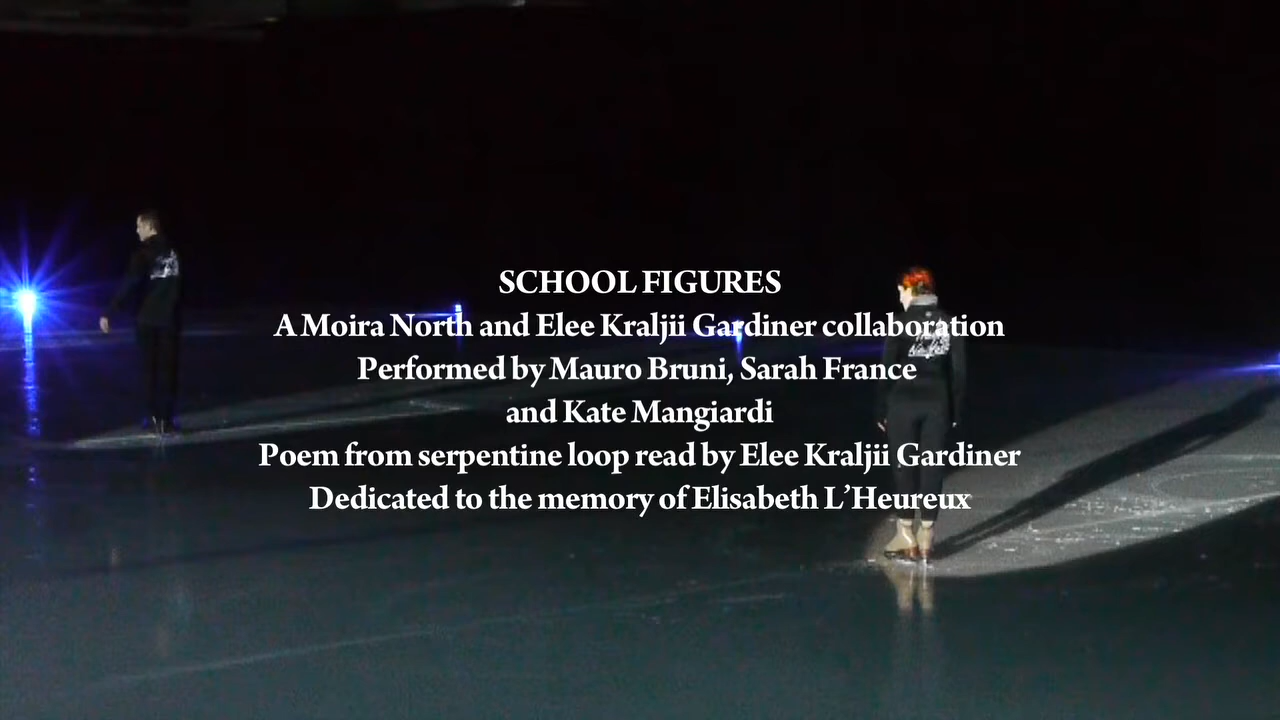 SCHOOL FIGURES
A Moira North and Elee Kraljii Gardiner collaboration
Performed by Mauro Bruni, Sarah France
and Kate Mangiardi
Poem from serpentine loop read by Elee Kraljii Gardiner
Dedicated to the memory of Elisabeth L’Heureux